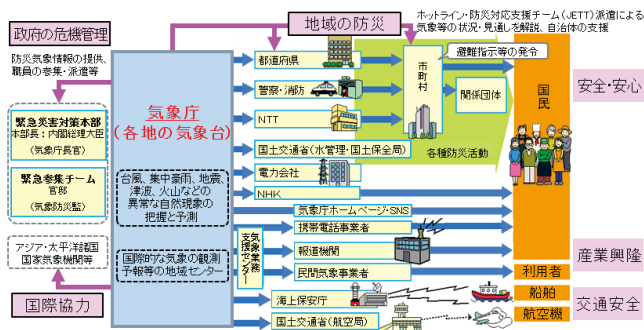 政府の危機管理
防災気象情報の提供、
職員の参集・派遣等
緊急災害対策本部
本部長：内閣総理大臣
(気象庁長官)
緊急参集チーム
官邸
(気象防災監)
アジア・太平洋諸国
国家気象機関等
国際協力
気象庁
(各地の気象台)
台風、集中豪雨、地震、
津波、火山などの
異常な自然現象の
把握と予測
国際的な気象の観測
予報等の地域センター
地域の防災
ホットライン・防災対応支援チーム(JETT)派遣による
気象等の状況・見通しを解説、自治体の支援
都道府県
警察・消防
NTT
国土交通省(水管理・国土保全局)
電力会社
NHK
気象庁ホームページ・SNS
気象業務
支援センター
携帯電話事業者
報道機関
民間気象事業者
海上保安庁
国土交通省(航空局)
市町村
避難指示等の発令
関係団体
各種防災活動
国民
利用者
船舶
航空機
安全・安心
産業興隆
交通安全